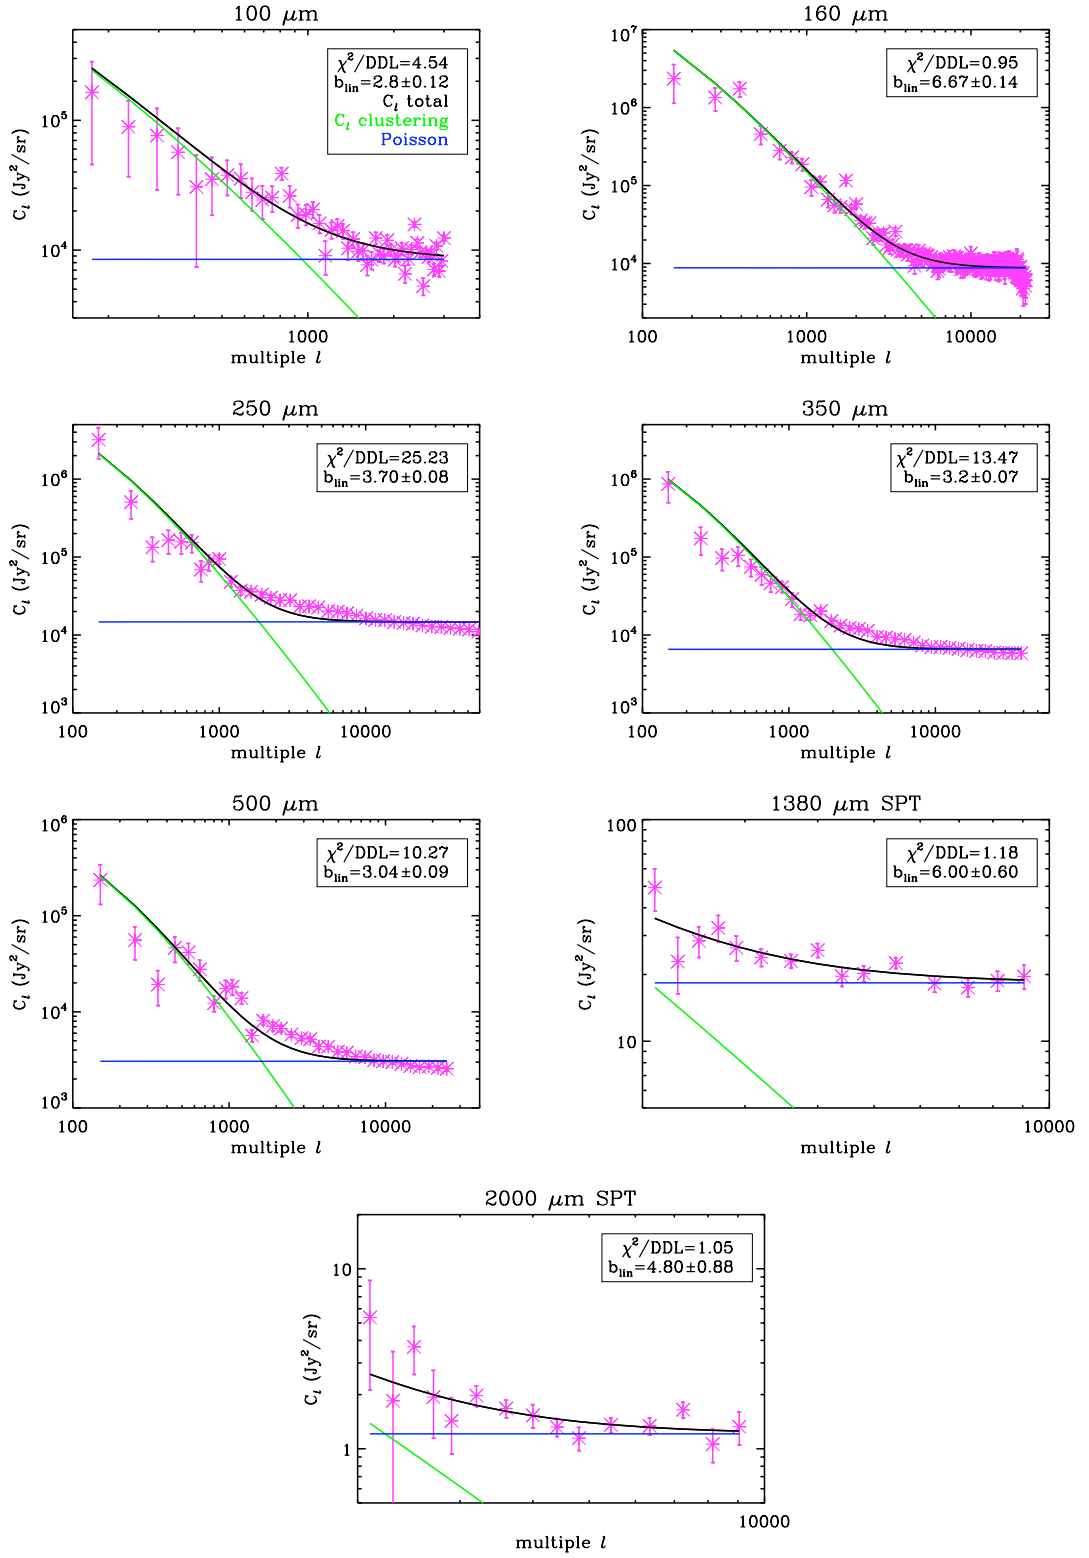 100 μm
χ²/DDL=4.54
b_lin=2.8±0.12
C_l total
C_l clustering
Poisson
10⁵
10⁴
C_l (Jy²/sr)
1000
multiple l
160 μm
χ²/DDL=0.95
b_lin=6.67±0.14
10⁷
10⁶
10⁵
10⁴
C_l (Jy²/sr)
100 1000 10000
multiple l
250 μm
χ²/DDL=25.23
b_lin=3.70±0.08
10⁶
10⁵
10⁴
10³
C_l (Jy²/sr)
100 1000 10000
multiple l
350 μm
χ²/DDL=13.47
b_lin=3.2±0.07
10⁶
10⁵
10⁴
10³
C_l (Jy²/sr)
100 1000 10000
multiple l
500 μm
χ²/DDL=10.27
b_lin=3.04±0.09
10⁶
10⁵
10⁴
10³
C_l (Jy²/sr)
100 1000 10000
multiple l
1380 μm SPT
χ²/DDL=1.18
b_lin=6.00±0.60
100
10
C_l (Jy²/sr)
10000
multiple l
2000 μm SPT
χ²/DDL=1.05
b_lin=4.80±0.88
10
1
C_l (Jy²/sr)
10000
multiple l